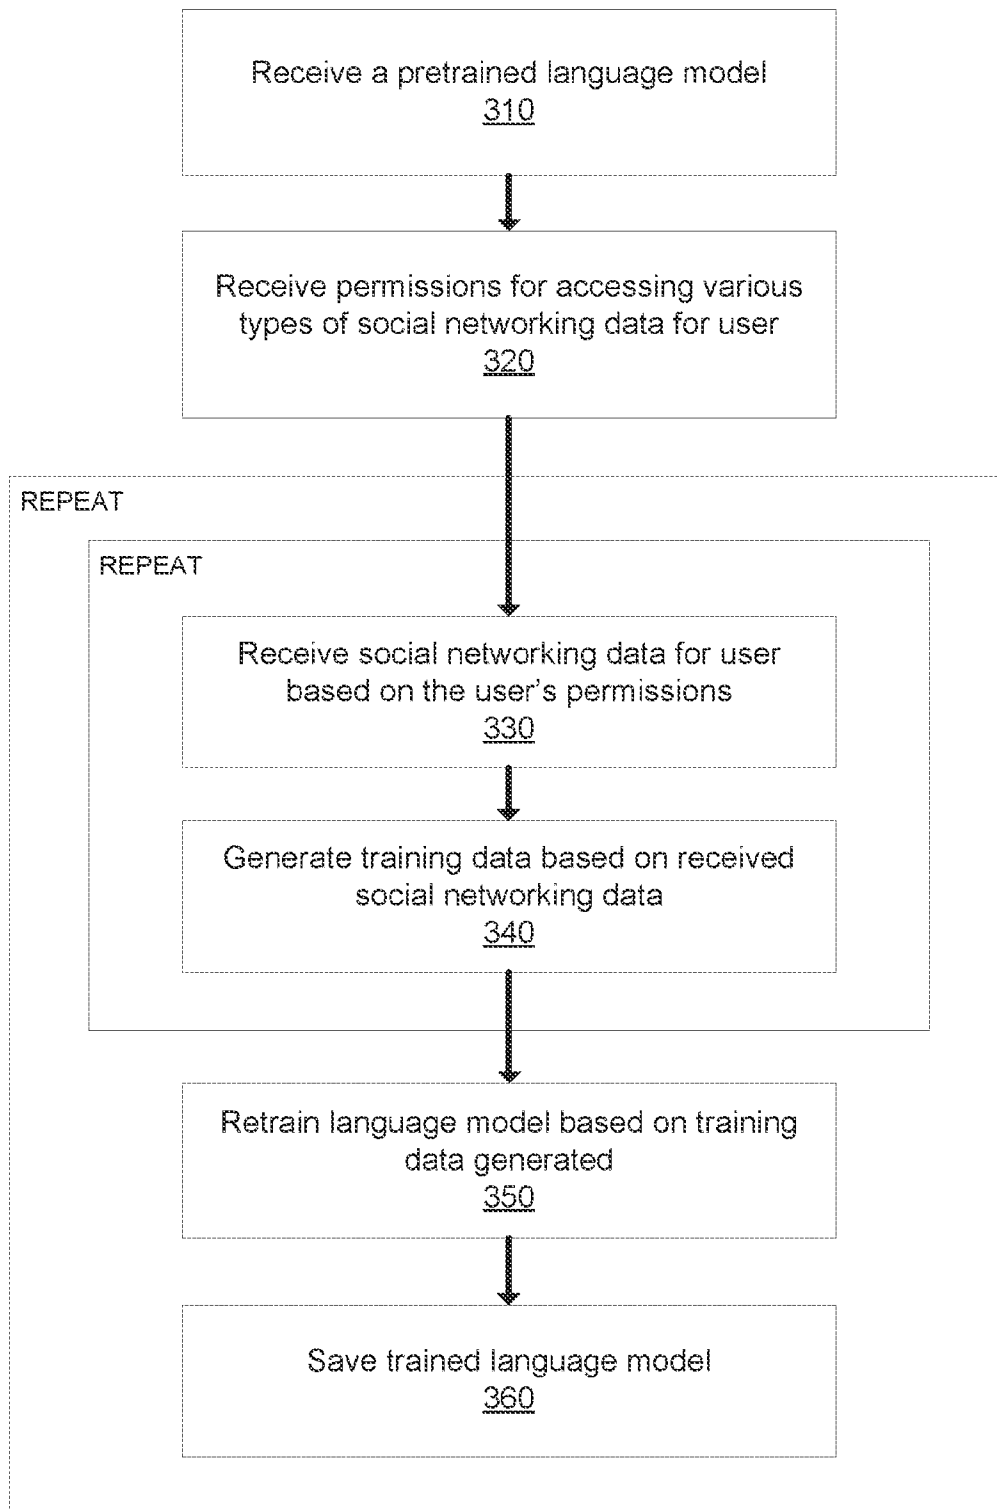 Receive a pretrained language model
310
Receive permissions for accessing various
types of social networking data for user
320
REPEAT
REPEAT
Receive social networking data for user
based on the user's permissions
330
Generate training data based on received
social networking data
340
Retrain language model based on training
data generated
350
Save trained language model
360